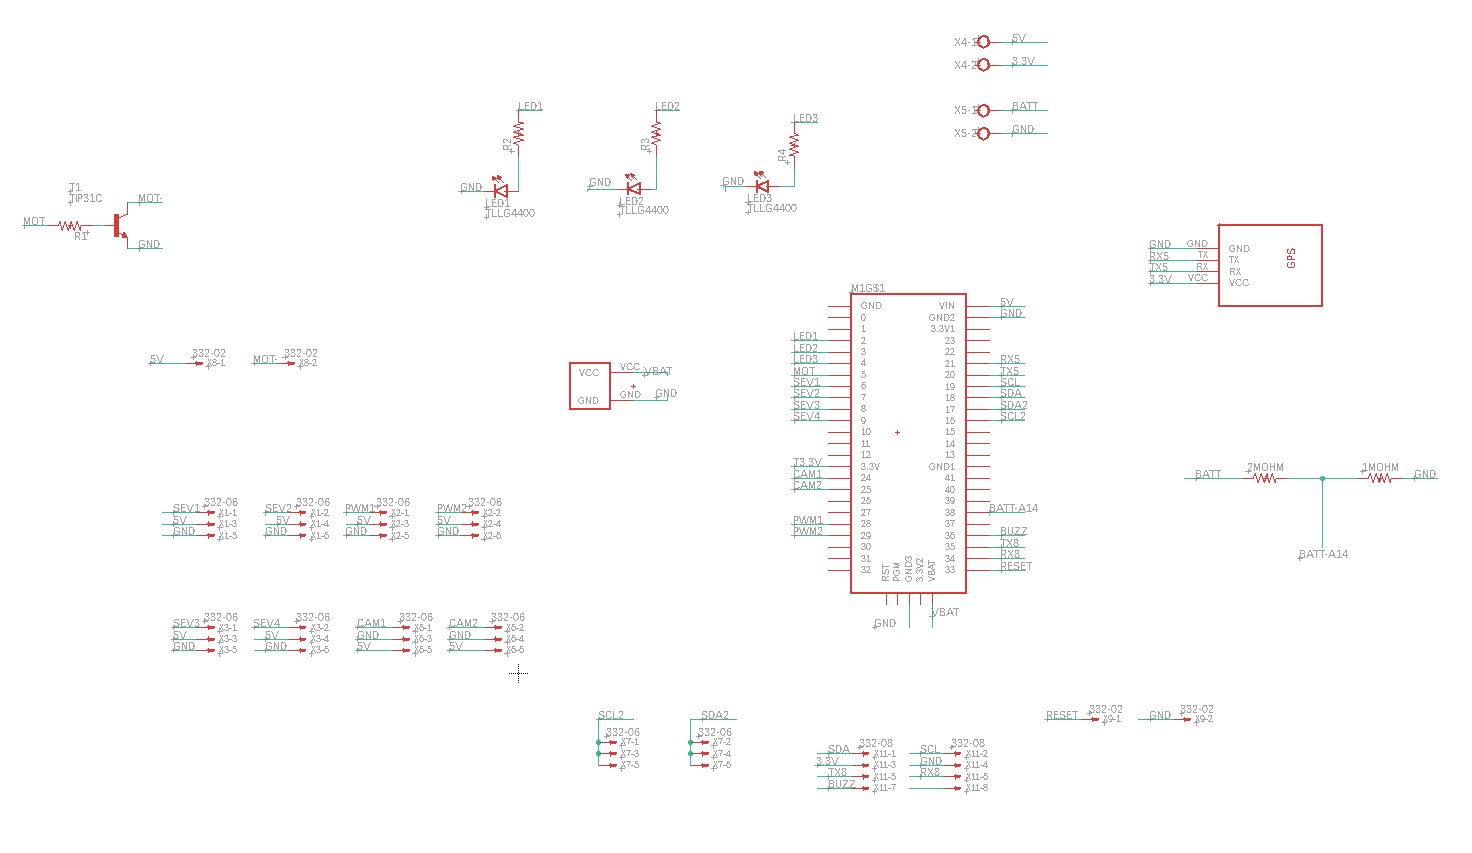 X4-1 5V
X4-2 3.3V
X5-1 BATT
X5-2 GND
LED1
R2
GND
LED1
TLLG4400
LED2
R3
GND
LED2
TLLG4400
LED3
R4
GND
LED3
TLLG4400
T1
TIP31C
MOT-
MOT
R1
GND
GND GND GND
RX5 TX TX
TX5 RX RX
3.3V VCC VCC
GPS
5V 332-02 X8-1
MOT- 332-02 X8-2
VCC VCC VBAT
GND GND GND
M1GS1
GND VIN 5V
0 GND2 GND
1 3.3V1
LED1 2 23
LED2 3 22
LED3 4 21 RX5
MOT 5 20 TX5
SEV1 6 19 SCL
SEV2 7 18 SDA
SEV3 8 17 SDA2
SEV4 9 16 SCL2
10 15
11 14
12 13
T3.3V 3.3V GND1
CAM1 24 41
CAM2 25 40
26 39
27 38 BATT-A14
PWM1 28 37
PWM2 29 36 BUZZ
30 35 TX8
31 34 RX8
32 33 RESET
RST PGM GND3 3.3V2 VBAT
VBAT
GND
BATT 2MOHM 1MOHM GND
BATT-A14
332-06 332-06 332-06 332-06
SEV1 X1-1 SEV2 X1-2 PWM1 X2-1 PWM2 X2-2
5V X1-3 5V X1-4 5V X2-3 5V X2-4
GND X1-5 GND X1-6 GND X2-5 GND X2-6
332-06 332-06 332-06 332-06
SEV3 X3-1 SEV4 X3-2 CAM1 X6-1 CAM2 X6-2
5V X3-3 5V X3-4 GND X6-3 GND X6-4
GND X3-5 GND X3-6 5V X6-5 5V X6-6
SCL2 SDA2
332-06 332-06
X7-1 X7-2
X7-3 X7-4
X7-5 X7-6
332-08 332-08
SDA X11-1 SCL X11-2
3.3V X11-3 GND X11-4
TX8 X11-5 RX8 X11-6
BUZZ X11-7 X11-8
332-02 332-02
RESET X9-1 GND X9-2